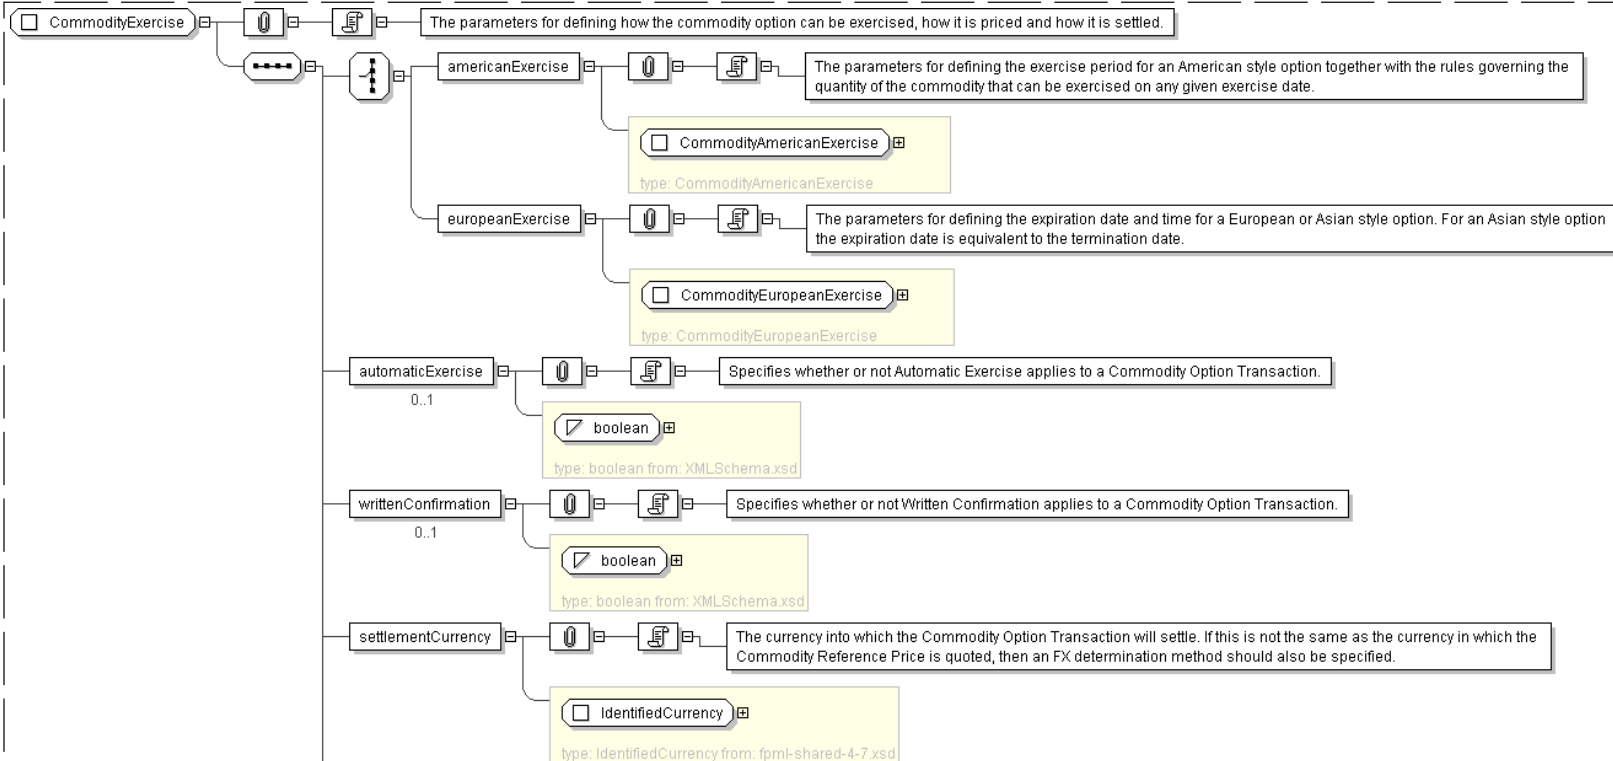 CommodityExercise
The parameters for defining how the commodity option can be exercised, how it is priced and how it is settled.
americanExercise
The parameters for defining the exercise period for an American style option together with the rules governing the
quantity of the commodity that can be exercised on any given exercise date.
CommodityAmericanExercise
type: CommodityAmericanExercise
europeanExercise
The parameters for defining the expiration date and time for a European or Asian style option. For an Asian style option
the expiration date is equivalent to the termination date.
CommodityEuropeanExercise
type: CommodityEuropeanExercise
automaticExercise
Specifies whether or not Automatic Exercise applies to a Commodity Option Transaction.
0..1
boolean
type: boolean from: XMLSchema.xsd
writtenConfirmation
Specifies whether or not Written Confirmation applies to a Commodity Option Transaction.
0..1
boolean
type: boolean from: XMLSchema.xsd
settlementCurrency
The currency into which the Commodity Option Transaction will settle. If this is not the same as the currency in which the
Commodity Reference Price is quoted, then an FX determination method should also be specified.
IdentifiedCurrency
type: IdentifiedCurrency from: fpml-shared-4-7.xsd